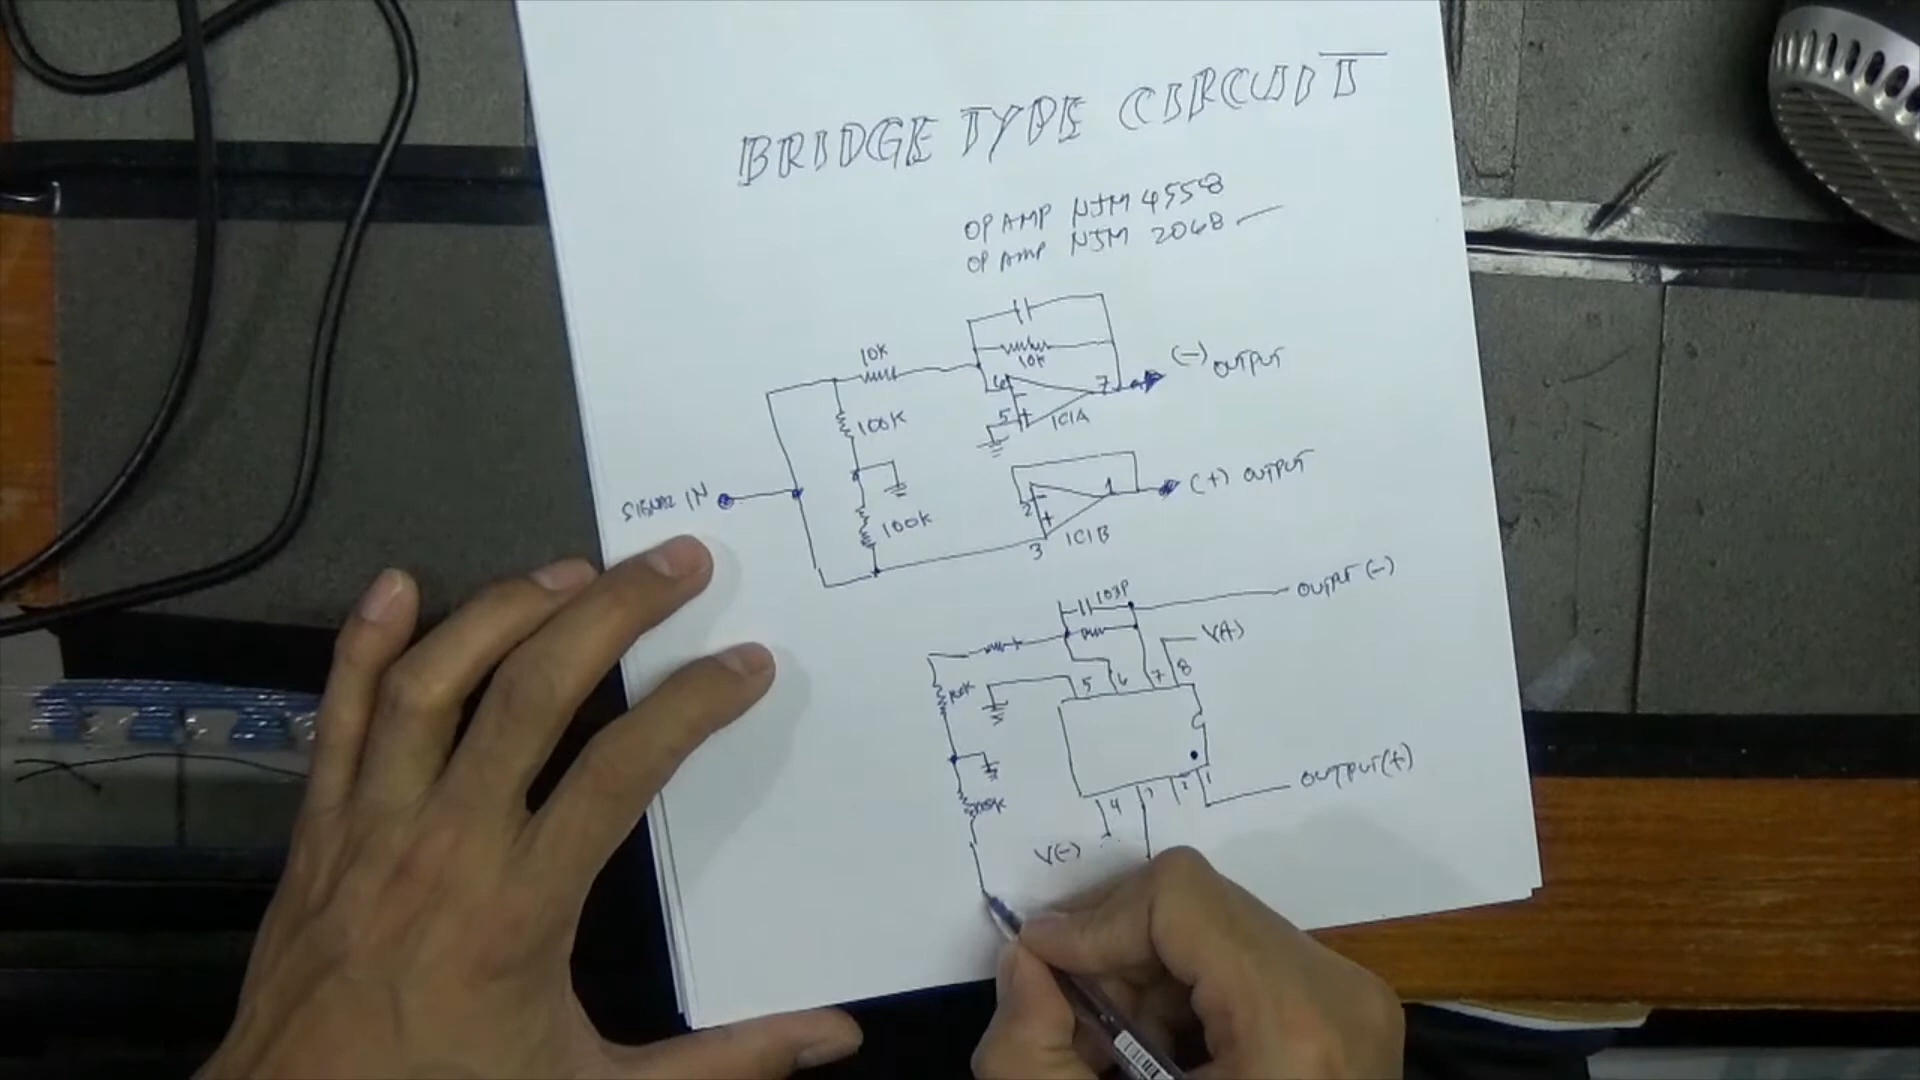 BRIDGE TYPE CIRCUIT
OP AMP NJM 4558
OP AMP NJM 2068
10K
10K
(-) OUTPUT
6
-
7
100K
5
+
IC1A
SIGNAL IN
(+) OUTPUT
2
-
1
+
100K
3
IC1B
103P
OUTPUT (-)
V(+)
5 6 7 8
100K
100K
4 3 2 1
OUTPUT (+)
V(-)